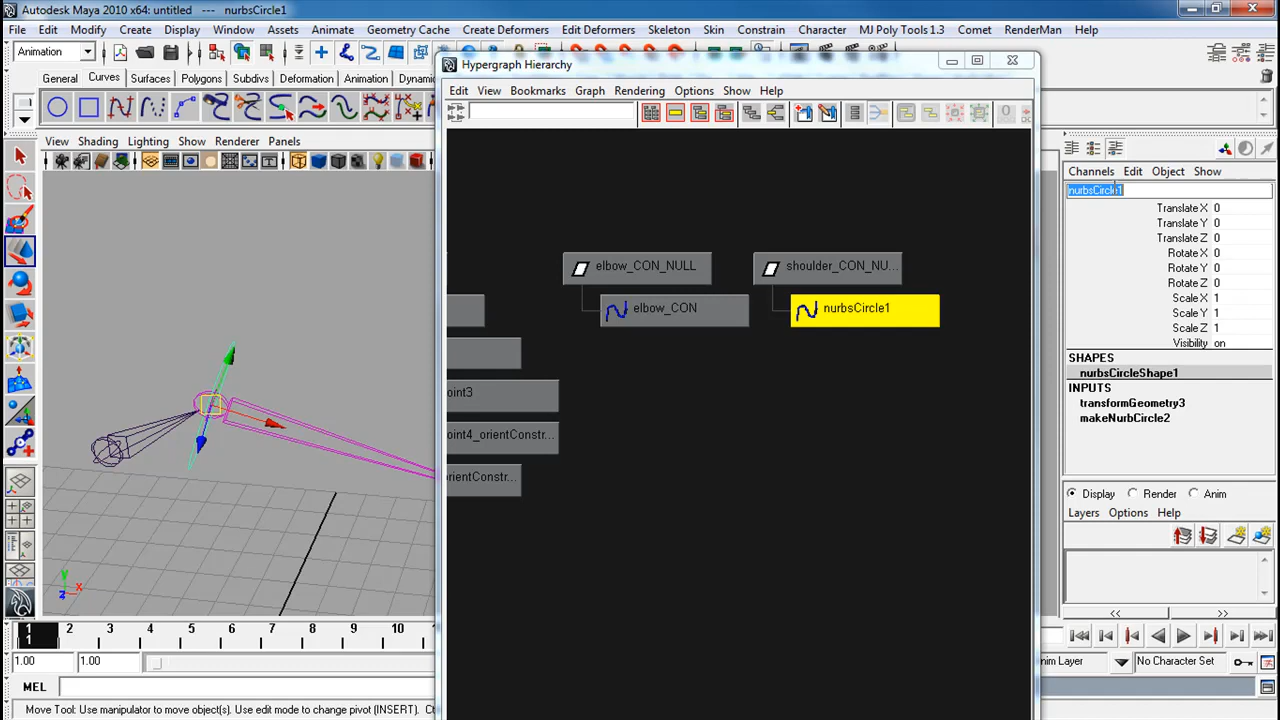 Autodesk Maya 2010 x64: untitled --- nurbsCircle1
File Edit Modify Create Display Window Assets Animate Geometry Cache Create Deformers Edit Deformers Skeleton Skin Constrain Character MJ Poly Tools 1.3 Comet RenderMan Help
Animation
General Curves Surfaces Polygons Subdivs Deformation Animation Dynamic
View Shading Lighting Show Renderer Panels
Hypergraph Hierarchy
Edit View Bookmarks Graph Rendering Options Show Help
elbow_CON_NULL
shoulder_CON_NU...
elbow_CON
nurbsCircle1
oint3
oint4_orientConstr...
orientConstr...
Channels Edit Object Show
nurbsCircle1
Translate X 0
Translate Y 0
Translate Z 0
Rotate X 0
Rotate Y 0
Rotate Z 0
Scale X 1
Scale Y 1
Scale Z 1
Visibility on
SHAPES
nurbsCircleShape1
INPUTS
transformGeometry3
makeNurbCircle2
Display Render Anim
Layers Options Help
<< >>
1 2 3 4 5 6 7 8 9 10
1
1.00 1.00
nim Layer No Character Set
MEL
Move Tool: Use manipulator to move object(s). Use edit mode to change pivot (INSERT). Ct